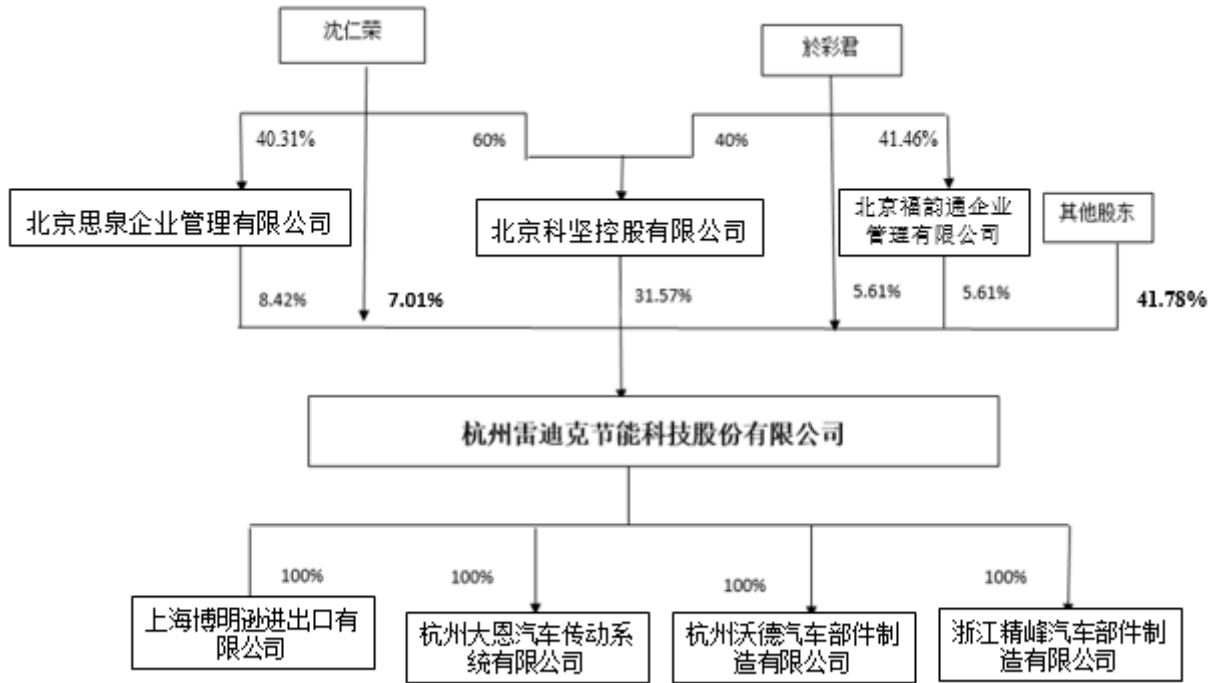 沈仁荣
於彩君
40.31%
60%
40%
41.46%
北京思泉企业管理有限公司
北京科坚控股有限公司
北京福韵通企业
管理有限公司
其他股东
8.42%
7.01%
31.57%
5.61%
5.61%
41.78%
杭州雷迪克节能科技股份有限公司
100%
100%
100%
100%
上海博明逊进出口有
限公司
杭州大恩汽车传动系
统有限公司
杭州沃德汽车部件制
造有限公司
浙江精峰汽车部件制
造有限公司